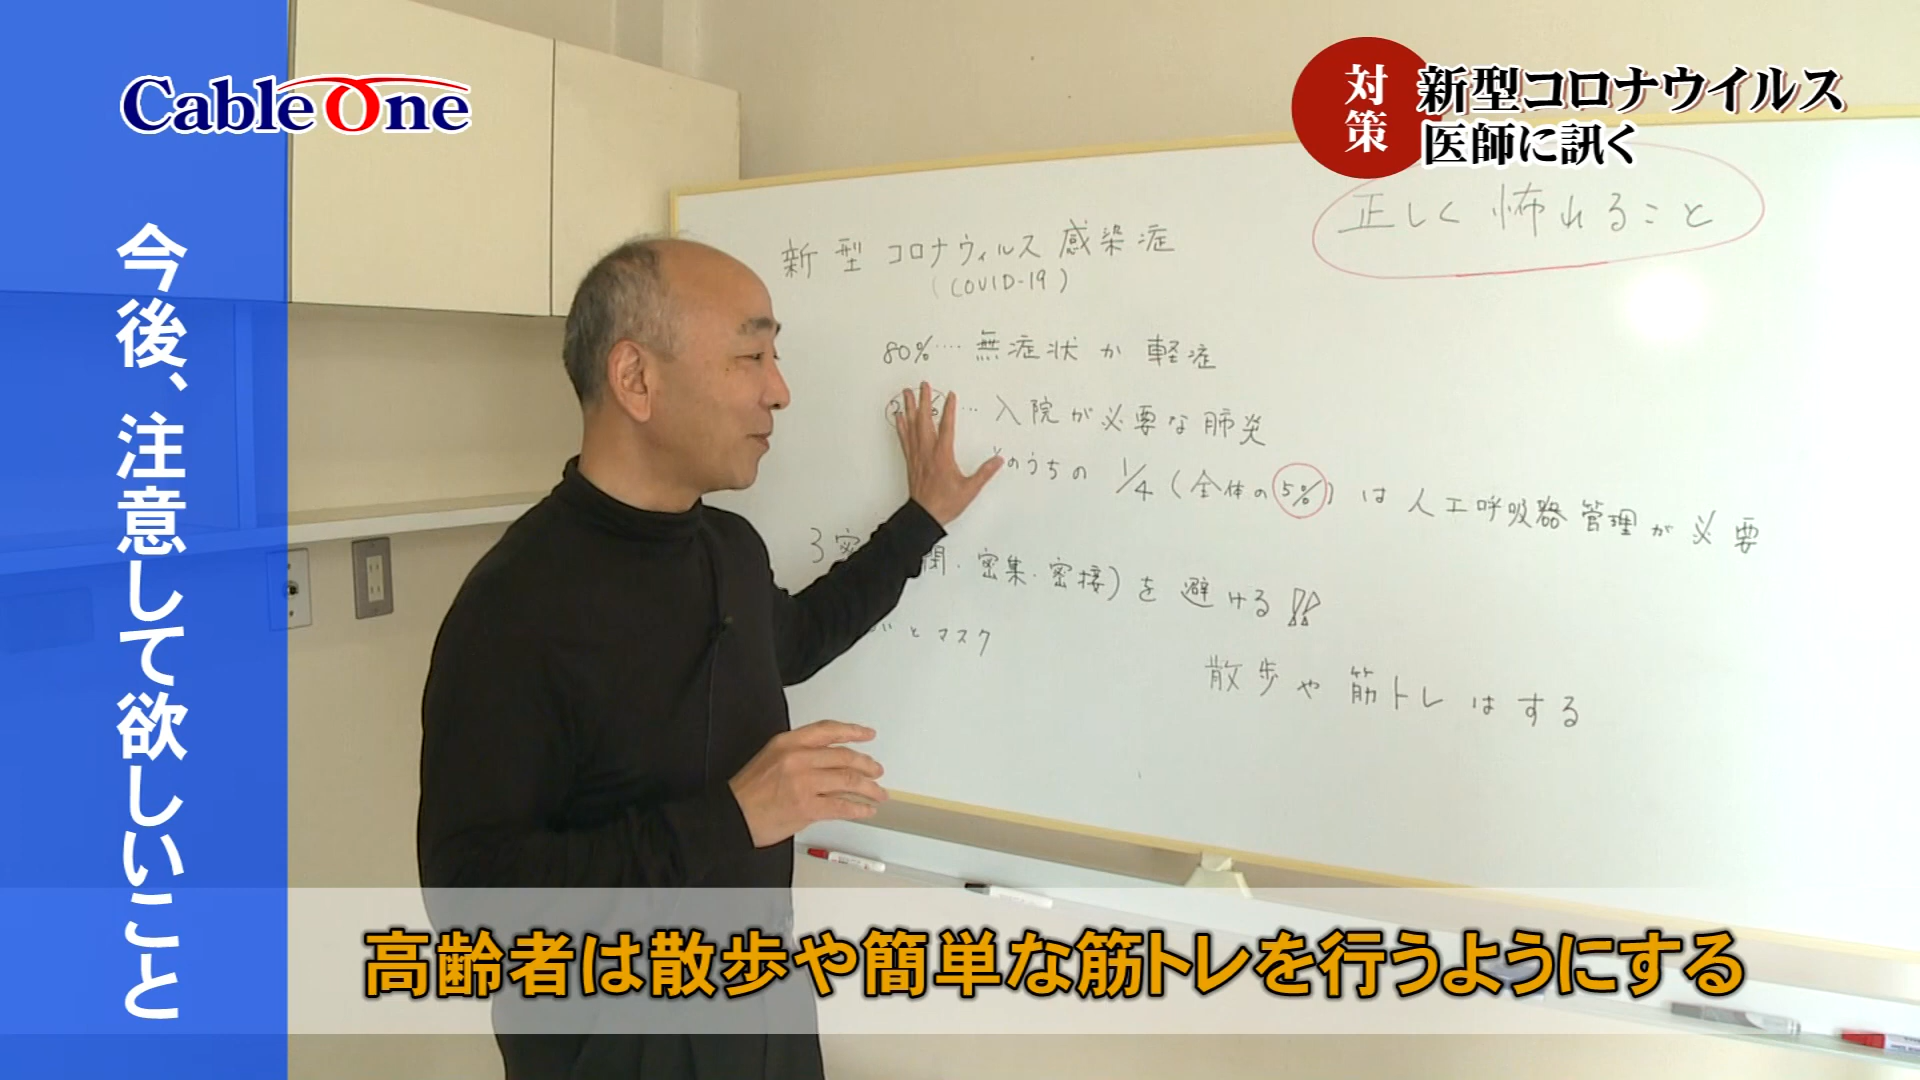 Cable One
対策
新型コロナウイルス
医師に訊く
今後、注意して欲しいこと
正しく怖れること
新型コロナウィルス感染症
(COVID-19)
80%…無症状か軽症
…入院が必要な肺炎
のうちの 1/4 (全体の5%)は人工呼吸器管理が必要
3密 閉・密集・密接)を避ける!!
いとマスク
散歩や筋トレはする
高齢者は散歩や簡単な筋トレを行うようにする